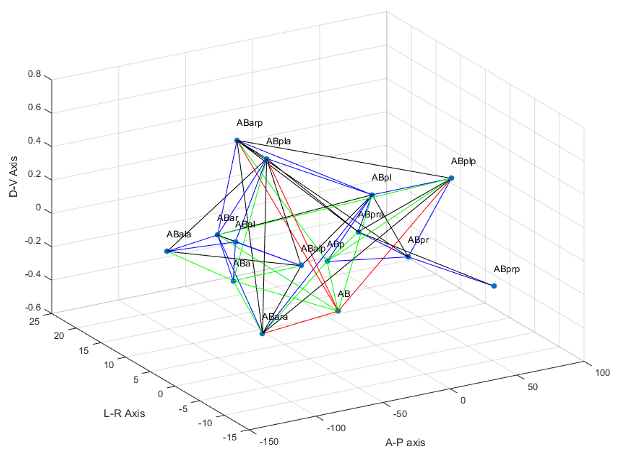 0.8
0.6
0.4
0.2
0
-0.2
-0.4
-0.6
D-V Axis
25
20
15
10
5
0
-5
-10
-15
L-R Axis
-150
-100
-50
0
50
100
A-P axis
ABarp
ABpla
ABplp
ABpl
ABar
ABpra
ABal
ABpr
ABala
ABalp
ABp
ABa
ABprp
AB
ABara